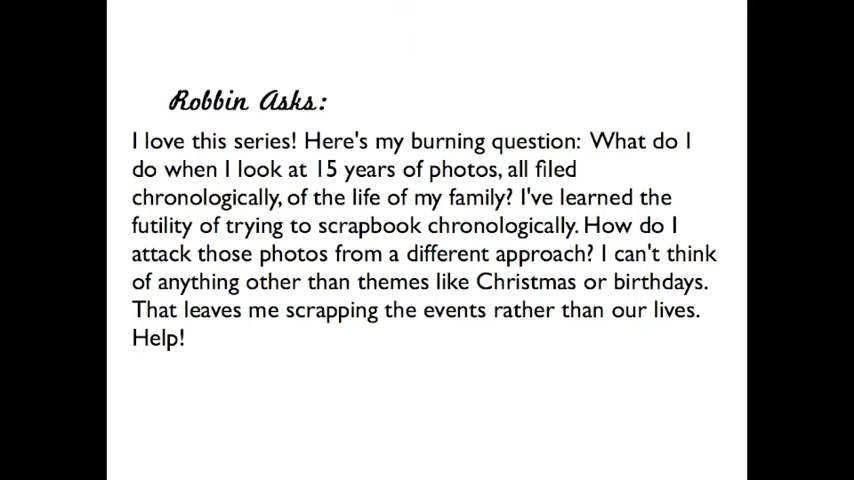 Robbin Asks:
I love this series! Here's my burning question: What do I
do when I look at 15 years of photos, all filed
chronologically, of the life of my family? I've learned the
futility of trying to scrapbook chronologically. How do I
attack those photos from a different approach? I can't think
of anything other than themes like Christmas or birthdays.
That leaves me scrapping the events rather than our lives.
Help!